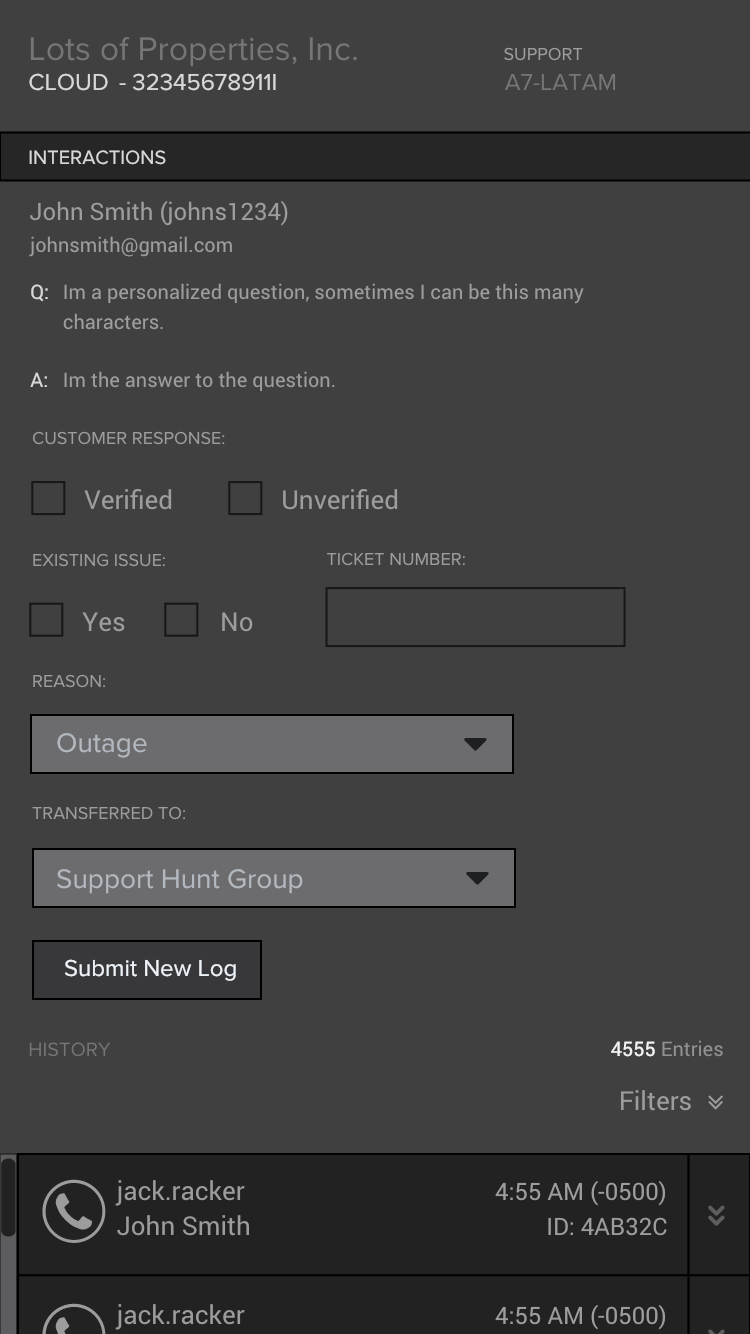 Lots of Properties, Inc.
CLOUD - 32345678911l
SUPPORT
A7-LATAM
INTERACTIONS
John Smith (johns1234)
johnsmith@gmail.com
Q: Im a personalized question, sometimes I can be this many
characters.
A: Im the answer to the question.
CUSTOMER RESPONSE:
Verified Unverified
EXISTING ISSUE: TICKET NUMBER:
Yes No
REASON:
Outage
TRANSFERRED TO:
Support Hunt Group
Submit New Log
HISTORY 4555 Entries
Filters
jack.racker 4:55 AM (-0500)
John Smith ID: 4AB32C
jack.racker 4:55 AM (-0500)